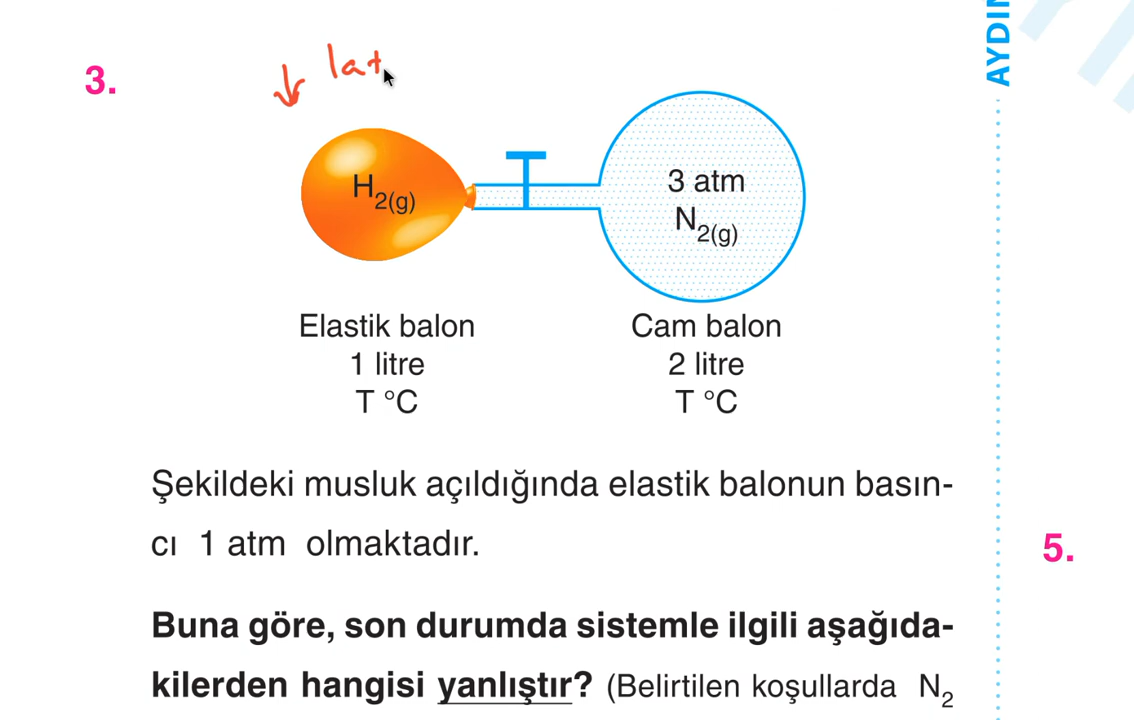 3.
1at
H2(g)
3 atm
N2(g)
Elastik balon
1 litre
T °C
Cam balon
2 litre
T °C
Şekildeki musluk açıldığında elastik balonun basın-
cı 1 atm olmaktadır.
Buna göre, son durumda sistemle ilgili aşağıda-
kilerden hangisi yanlıştır? (Belirtilen koşullarda N2
AYDIN
5.